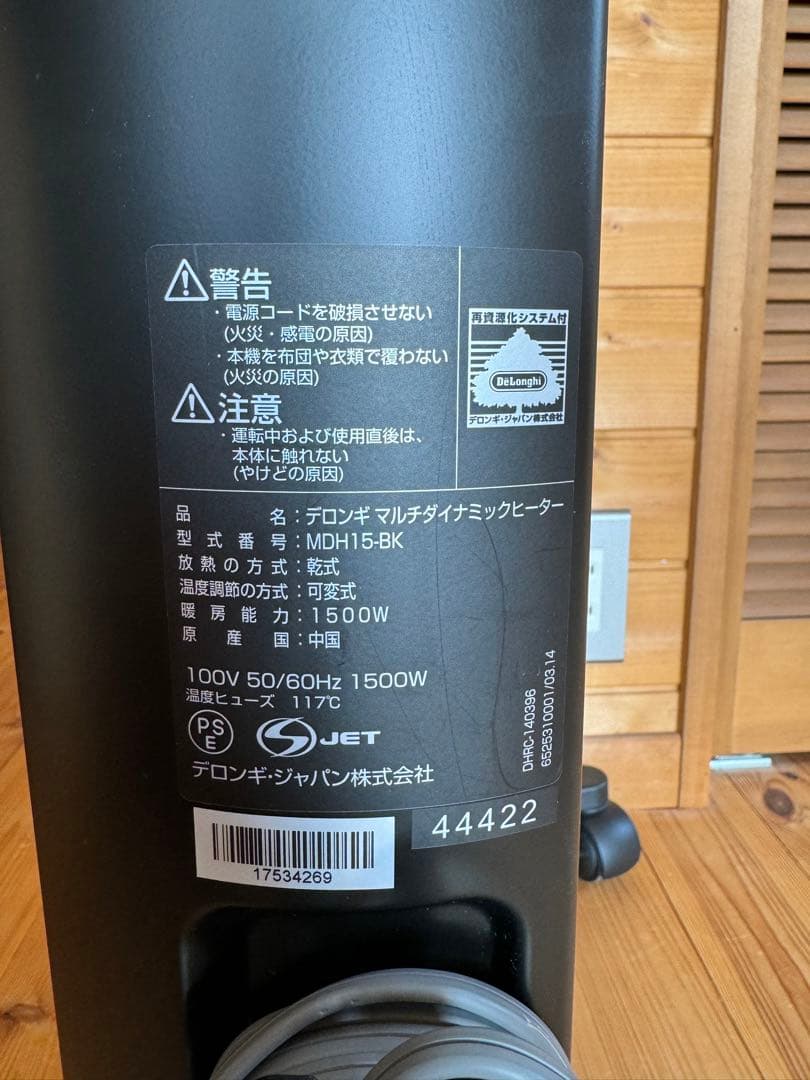 警告
・電源コードを破損させない
(火災・感電の原因)
・本機を布団や衣類で覆わない
(火災の原因)
注意
・運転中および使用直後は、
本体に触れない
(やけどの原因)
再資源化システム付
DeLonghi
デロンギ・ジャパン株式会社
品名：デロンギ マルチダイナミックヒーター
型式番号：MDH15-BK
放熱の方式：乾式
温度調節の方式：可変式
暖房能力：1500W
原産国：中国
100V 50/60Hz 1500W
温度ヒューズ 117℃
PS
E
S JET
デロンギ・ジャパン株式会社
DHRC-140396
6525310001/03.14
44422
17534269